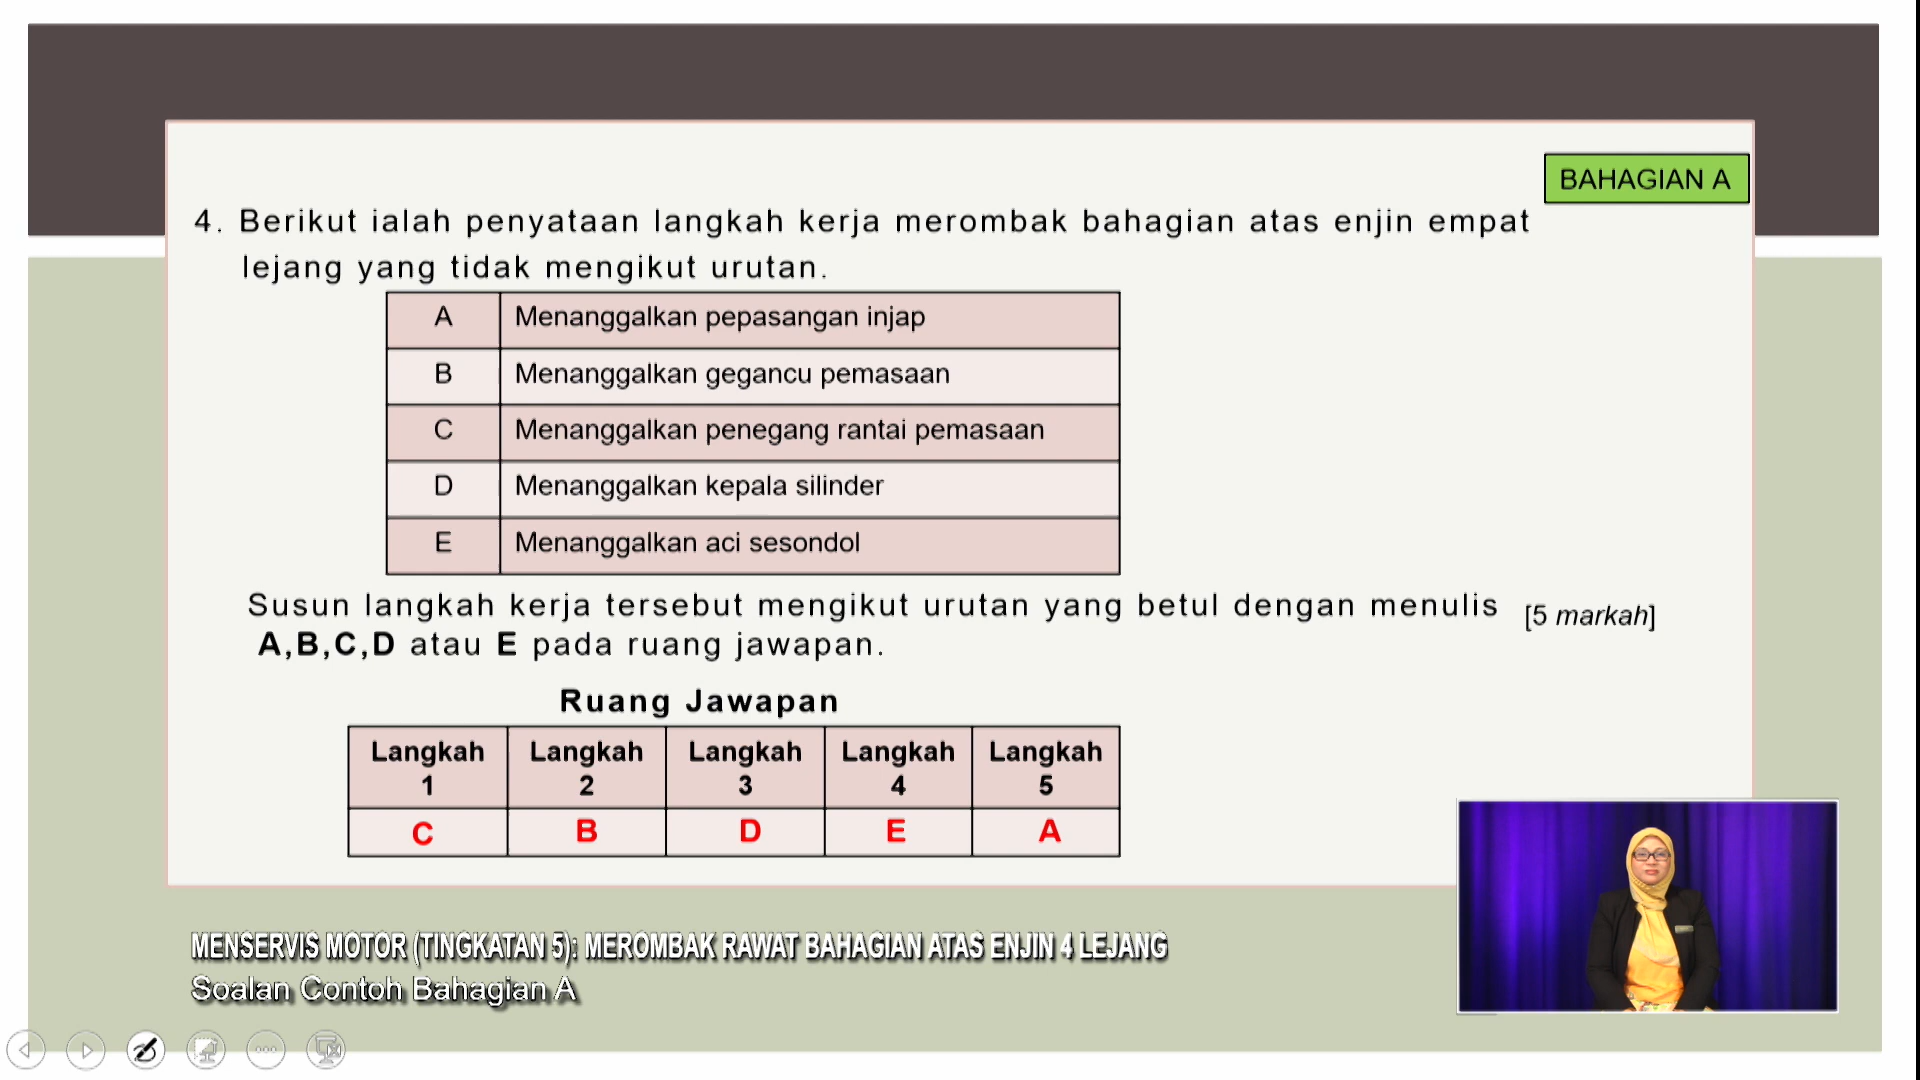 BAHAGIAN A
4. Berikut ialah penyataan langkah kerja merombak bahagian atas enjin empat
lejang yang tidak mengikut urutan.
A Menanggalkan pepasangan injap
B Menanggalkan gegancu pemasaan
C Menanggalkan penegang rantai pemasaan
D Menanggalkan kepala silinder
E Menanggalkan aci sesondol
Susun langkah kerja tersebut mengikut urutan yang betul dengan menulis [5 markah]
A,B,C,D atau E pada ruang jawapan.
Ruang Jawapan
Langkah Langkah Langkah Langkah Langkah
1 2 3 4 5
C B D E A
MENSERVIS MOTOR (TINGKATAN 5): MEROMBAK RAWAT BAHAGIAN ATAS ENJIN 4 LEJANG
Soalan Contoh Bahagian A